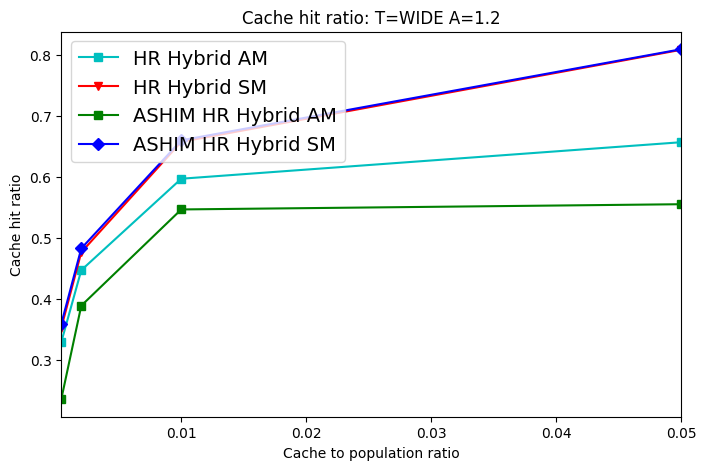 Cache hit ratio: T=WIDE A=1.2
HR Hybrid AM
HR Hybrid SM
ASHIM HR Hybrid AM
ASHIM HR Hybrid SM
Cache hit ratio
0.8
0.7
0.6
0.5
0.4
0.3
0.01
0.02
0.03
0.04
0.05
Cache to population ratio